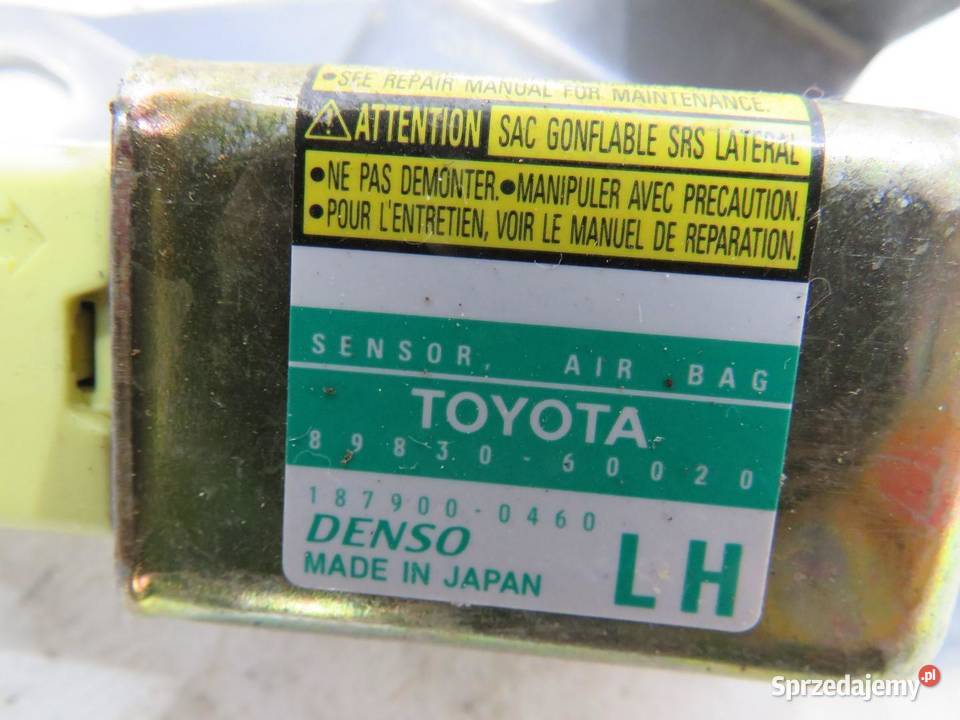 •SEE REPAIR MANUAL FOR MAINTENANCE.
ATTENTION SAC GONFLABLE SRS LATERAL
•NE PAS DEMONTER. •MANIPULER AVEC PRECAUTION.
•POUR L'ENTRETIEN, VOIR LE MANUEL DE REPARATION.
SENSOR, AIR BAG
TOYOTA
89830-60020
187900-0460
DENSO
MADE IN JAPAN
LH
Sprzedajemy.pl